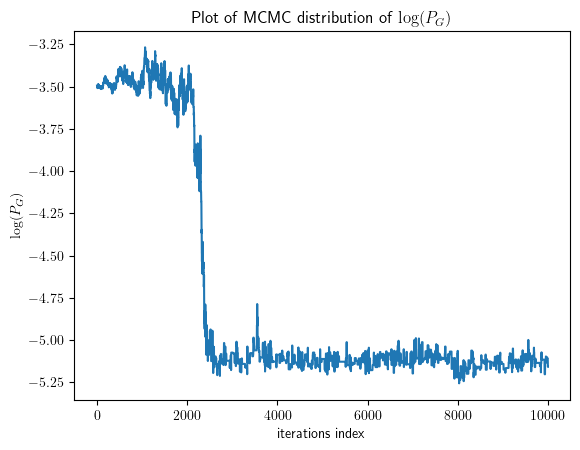 Plot of MCMC distribution of log(P_G)
log(P_G)
−3.25
−3.50
−3.75
−4.00
−4.25
−4.50
−4.75
−5.00
−5.25
0 2000 4000 6000 8000 10000
iterations index